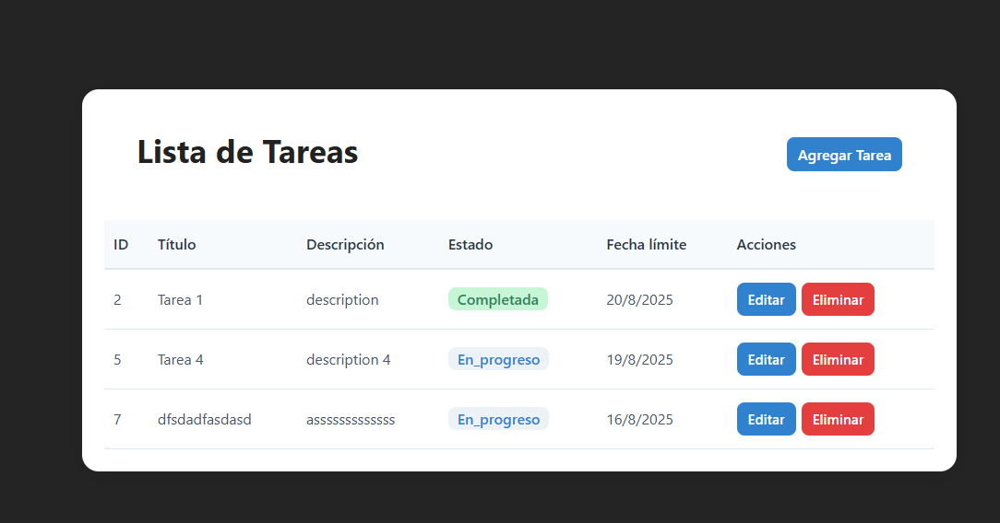 Lista de Tareas
Agregar Tarea
ID Título Descripción Estado Fecha límite Acciones
2 Tarea 1 description Completada 20/8/2025 Editar Eliminar
5 Tarea 4 description 4 En_progreso 19/8/2025 Editar Eliminar
7 dfsdadfasdasd asssssssssssss En_progreso 16/8/2025 Editar Eliminar